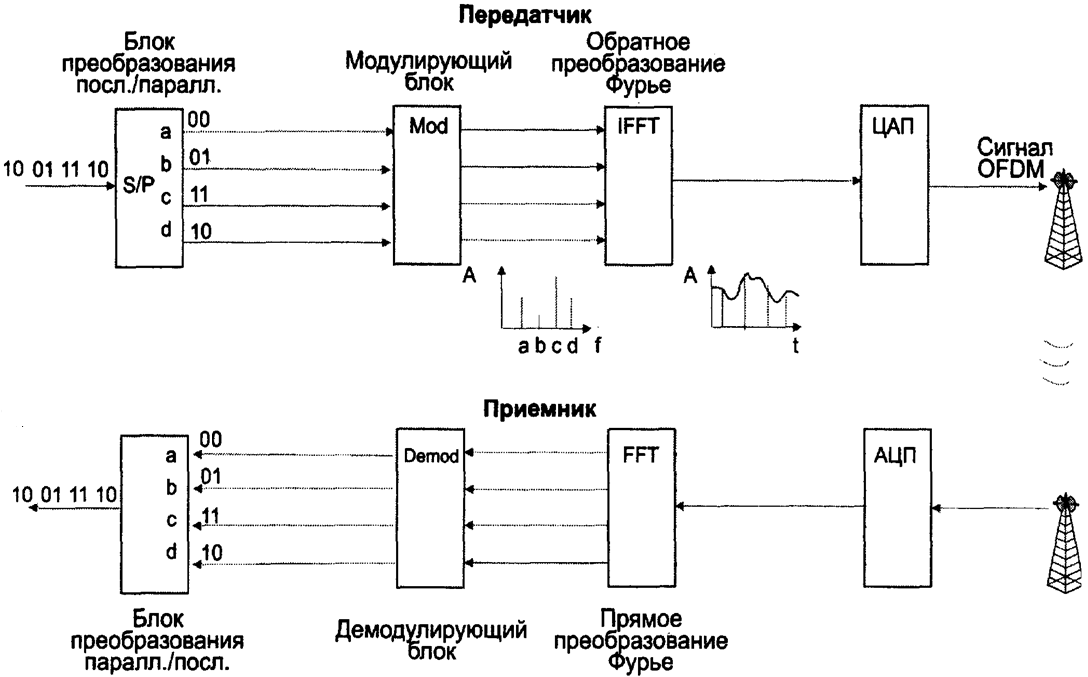 Передатчик
Блок
преобразования
посл./паралл.
Модулирующий
блок
Обратное
преобразование
Фурье
10 01 11 10
S/P
a 00
b 01
c 11
d 10
Mod
IFFT
ЦАП
Сигнал
OFDM
A
a b c d f
A
t
Приемник
10 01 11 10
a 00
b 01
c 11
d 10
Demod
FFT
АЦП
Блок
преобразования
паралл./посл.
Демодулирующий
блок
Прямое
преобразование
Фурье